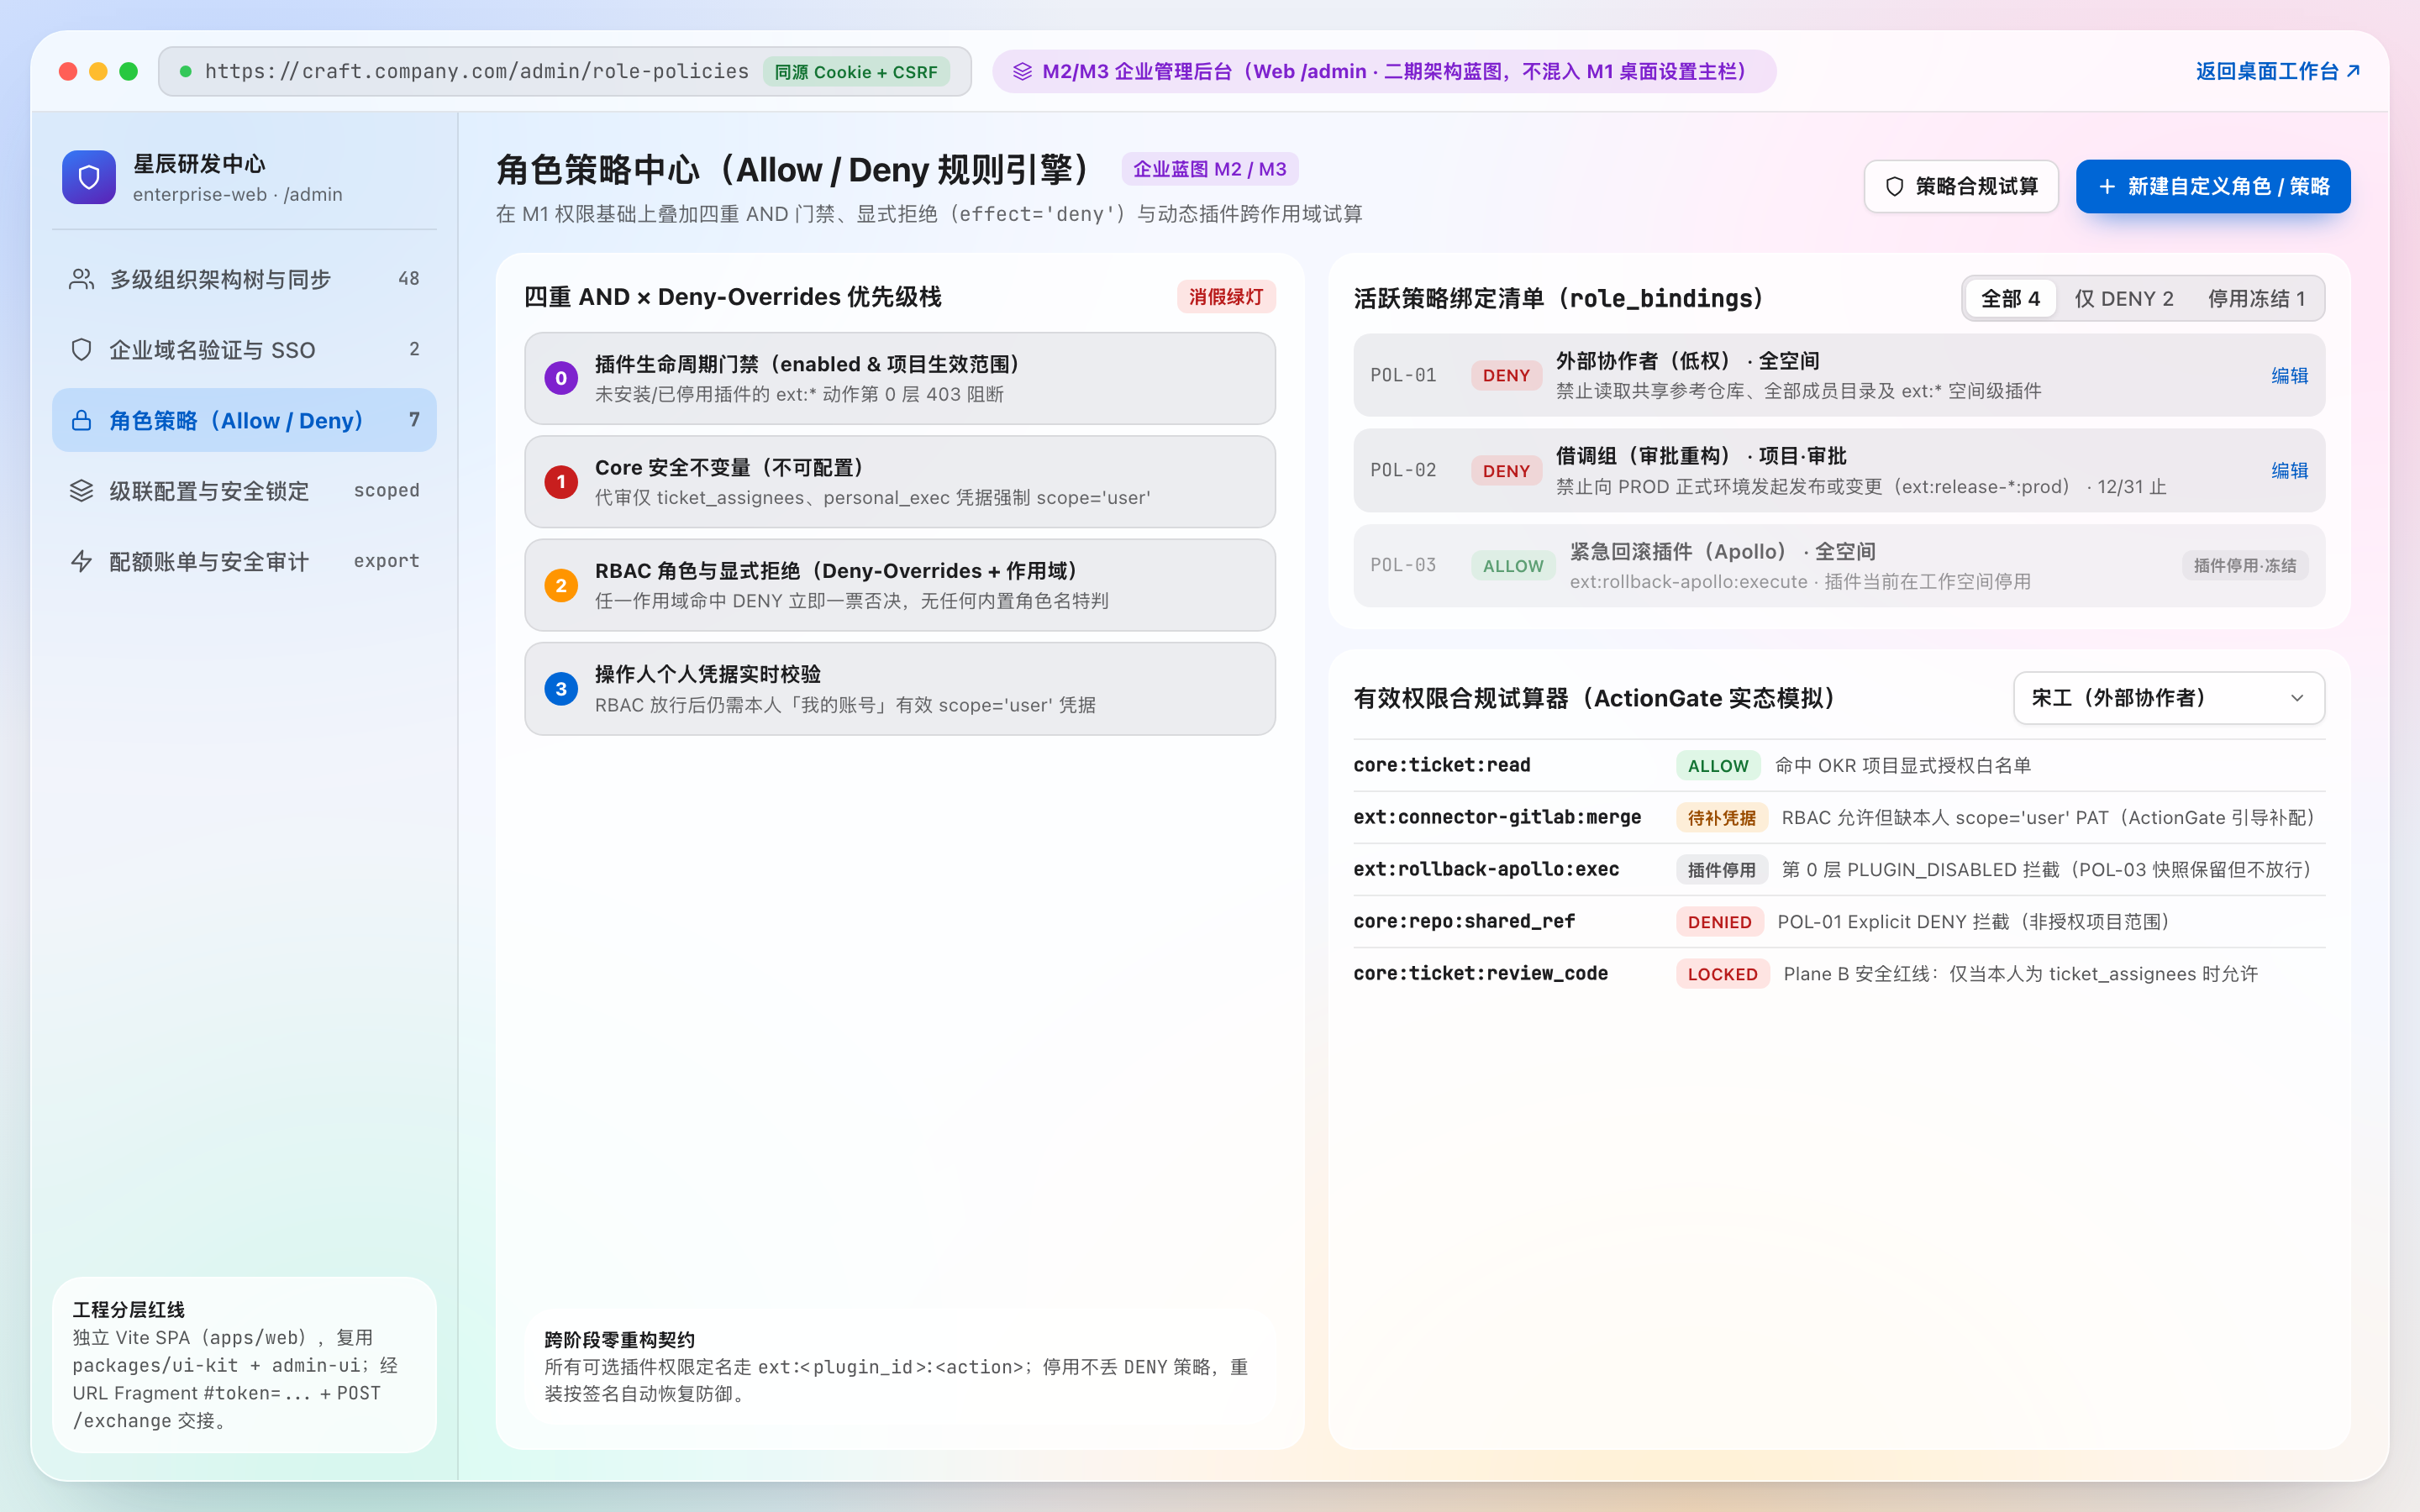 https://craft.company.com/admin/role-policies 同源 Cookie + CSRF
M2/M3 企业管理后台（Web /admin · 二期架构蓝图，不混入 M1 桌面设置主栏）
返回桌面工作台
星辰研发中心
enterprise-web · /admin
多级组织架构树与同步 48
企业域名验证与 SSO 2
角色策略（Allow / Deny） 7
级联配置与安全锁定 scoped
配额账单与安全审计 export
工程分层红线
独立 Vite SPA（apps/web），复用
packages/ui-kit + admin-ui；经
URL Fragment #token=... + POST
/exchange 交接。
角色策略中心（Allow / Deny 规则引擎） 企业蓝图 M2 / M3
在 M1 权限基础上叠加四重 AND 门禁、显式拒绝（effect='deny'）与动态插件跨作用域试算
策略合规试算
+ 新建自定义角色 / 策略
四重 AND × Deny-Overrides 优先级栈 消假绿灯
0 插件生命周期门禁（enabled & 项目生效范围）
未安装/已停用插件的 ext:* 动作第 0 层 403 阻断
1 Core 安全不变量（不可配置）
代审仅 ticket_assignees、personal_exec 凭据强制 scope='user'
2 RBAC 角色与显式拒绝（Deny-Overrides + 作用域）
任一作用域命中 DENY 立即一票否决，无任何内置角色名特判
3 操作人个人凭据实时校验
RBAC 放行后仍需本人「我的账号」有效 scope='user' 凭据
跨阶段零重构契约
所有可选插件权限定名走 ext:<plugin_id>:<action>；停用不丢 DENY 策略，重
装按签名自动恢复防御。
活跃策略绑定清单（role_bindings） 全部 4 仅 DENY 2 停用冻结 1
POL-01 DENY 外部协作者（低权） · 全空间 编辑
禁止读取共享参考仓库、全部成员目录及 ext:* 空间级插件
POL-02 DENY 借调组（审批重构） · 项目·审批 编辑
禁止向 PROD 正式环境发起发布或变更（ext:release-*:prod） · 12/31 止
POL-03 ALLOW 紧急回滚插件（Apollo） · 全空间 插件停用·冻结
ext:rollback-apollo:execute · 插件当前在工作空间停用
有效权限合规试算器（ActionGate 实态模拟） 宋工（外部协作者）
core:ticket:read ALLOW 命中 OKR 项目显式授权白名单
ext:connector-gitlab:merge 待补凭据 RBAC 允许但缺本人 scope='user' PAT（ActionGate 引导补配）
ext:rollback-apollo:exec 插件停用 第 0 层 PLUGIN_DISABLED 拦截（POL-03 快照保留但不放行）
core:repo:shared_ref DENIED POL-01 Explicit DENY 拦截（非授权项目范围）
core:ticket:review_code LOCKED Plane B 安全红线：仅当本人为 ticket_assignees 时允许